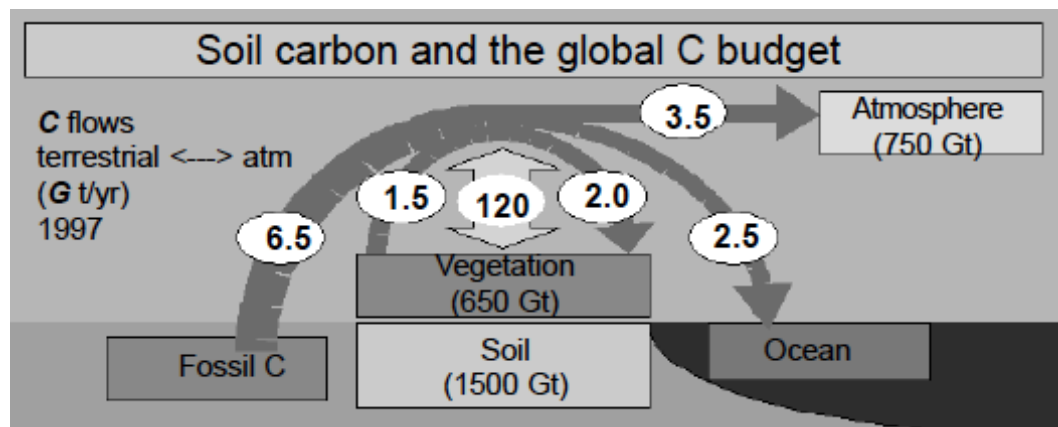 Soil carbon and the global C budget
C flows
terrestrial <---> atm
(G t/yr)
1997
3.5
Atmosphere
(750 Gt)
1.5
120
2.0
6.5
2.5
Vegetation
(650 Gt)
Fossil C
Soil
(1500 Gt)
Ocean